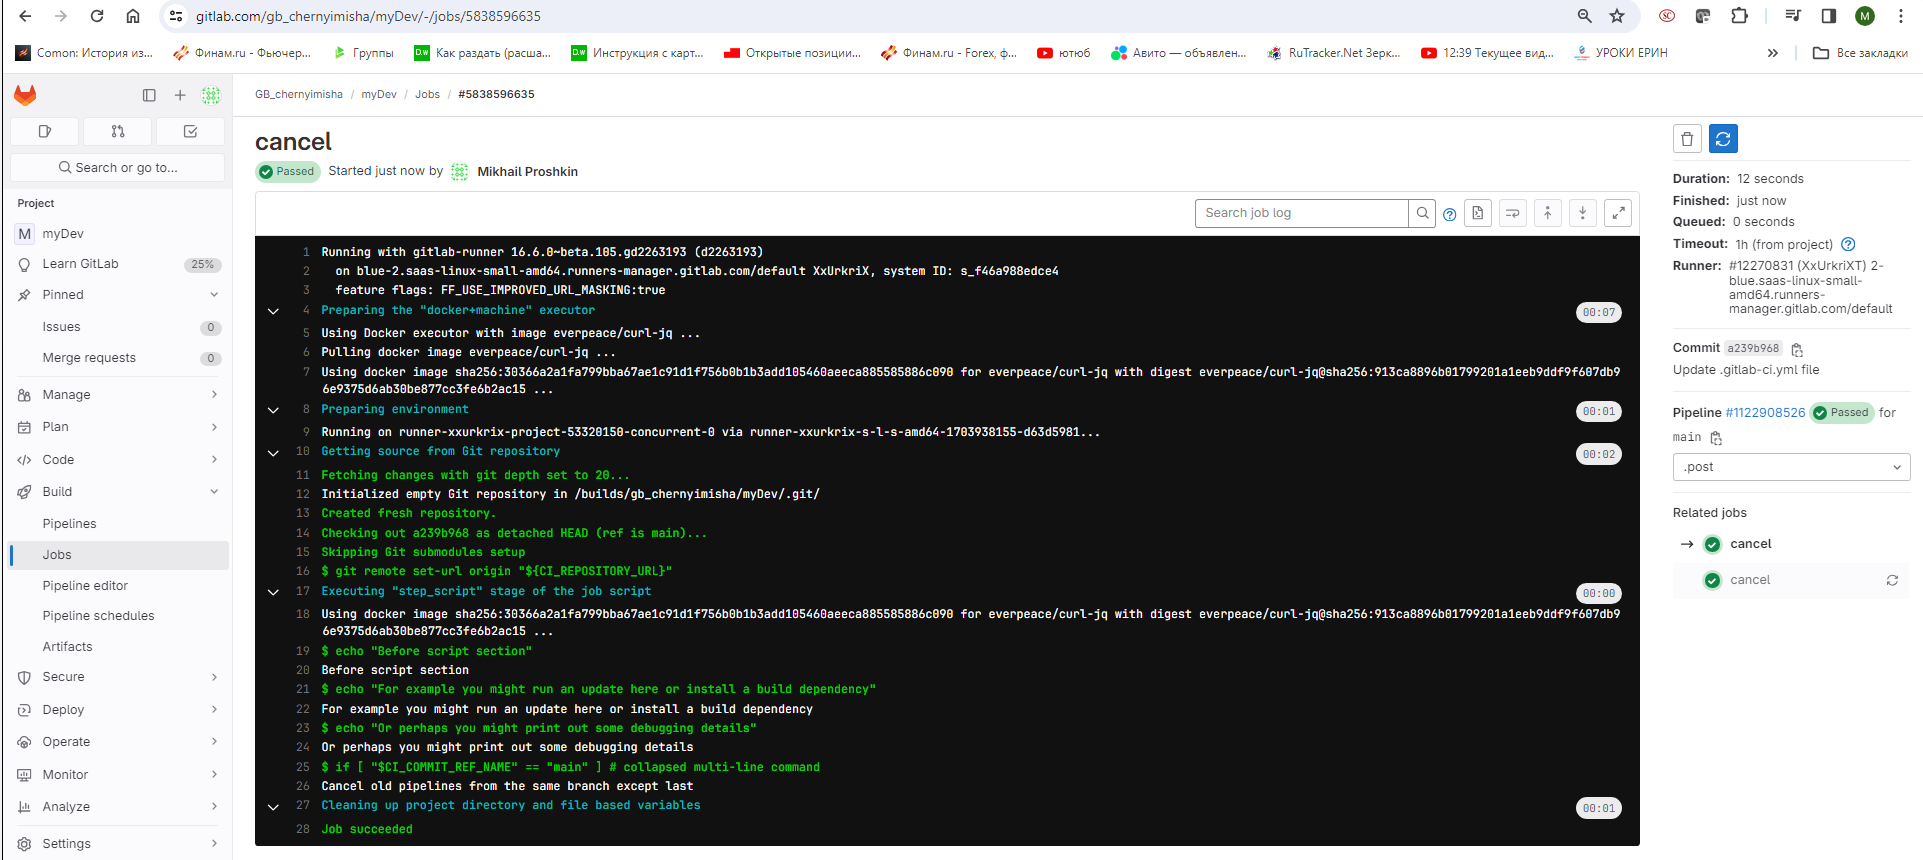 gitlab.com/gb_chernyimisha/myDev/-/jobs/5838596635
M
Comon: История из...
Финам.ru - Фьючер...
Группы
D.W
Как раздать (расша...
D.W
Инструкция с карт...
Открытые позиции...
Финам.ru - Forex, ф...
ютюб
Авито — объявлен...
RuTracker.Net Зерк...
12:39 Текущее вид...
УРОКИ ЕРИН
Все закладки
GB_chernyimisha / myDev / Jobs / #5838596635
Search or go to...
Project
M myDev
Learn GitLab 25%
Pinned
Issues 0
Merge requests 0
Manage
Plan
Code
Build
Pipelines
Jobs
Pipeline editor
Pipeline schedules
Artifacts
Secure
Deploy
Operate
Monitor
Analyze
Settings
cancel
Passed Started just now by Mikhail Proshkin
Search job log
1 Running with gitlab-runner 16.6.0~beta.105.gd2263193 (d2263193)
2 on blue-2.saas-linux-small-amd64.runners-manager.gitlab.com/default XxUrkriX, system ID: s_f46a988edce4
3 feature flags: FF_USE_IMPROVED_URL_MASKING:true
4 Preparing the "docker+machine" executor 00:07
5 Using Docker executor with image everpeace/curl-jq ...
6 Pulling docker image everpeace/curl-jq ...
7 Using docker image sha256:30366a2a1fa799bba67ae1c91d1f756b0b1b3add105460aeeca885585886c090 for everpeace/curl-jq with digest everpeace/curl-jq@sha256:913ca8896b01799201a1eeb9ddf9f607db9
6e9375d6ab30be877cc3fe6b2ac15 ...
8 Preparing environment 00:01
9 Running on runner-xxurkrix-project-53320150-concurrent-0 via runner-xxurkrix-s-l-s-amd64-1703938155-d63d5981...
10 Getting source from Git repository 00:02
11 Fetching changes with git depth set to 20...
12 Initialized empty Git repository in /builds/gb_chernyimisha/myDev/.git/
13 Created fresh repository.
14 Checking out a239b968 as detached HEAD (ref is main)...
15 Skipping Git submodules setup
16 $ git remote set-url origin "${CI_REPOSITORY_URL}"
17 Executing "step_script" stage of the job script 00:00
18 Using docker image sha256:30366a2a1fa799bba67ae1c91d1f756b0b1b3add105460aeeca885585886c090 for everpeace/curl-jq with digest everpeace/curl-jq@sha256:913ca8896b01799201a1eeb9ddf9f607db9
6e9375d6ab30be877cc3fe6b2ac15 ...
19 $ echo "Before script section"
20 Before script section
21 $ echo "For example you might run an update here or install a build dependency"
22 For example you might run an update here or install a build dependency
23 $ echo "Or perhaps you might print out some debugging details"
24 Or perhaps you might print out some debugging details
25 $ if [ "$CI_COMMIT_REF_NAME" == "main" ] # collapsed multi-line command
26 Cancel old pipelines from the same branch except last
27 Cleaning up project directory and file based variables 00:01
28 Job succeeded
Duration: 12 seconds
Finished: just now
Queued: 0 seconds
Timeout: 1h (from project)
Runner: #12270831 (XxUrkriXT) 2-
blue.saas-linux-small-
amd64.runners-
manager.gitlab.com/default
Commit a239b968
Update .gitlab-ci.yml file
Pipeline #1122908526 Passed for
main
.post
Related jobs
→ cancel
cancel